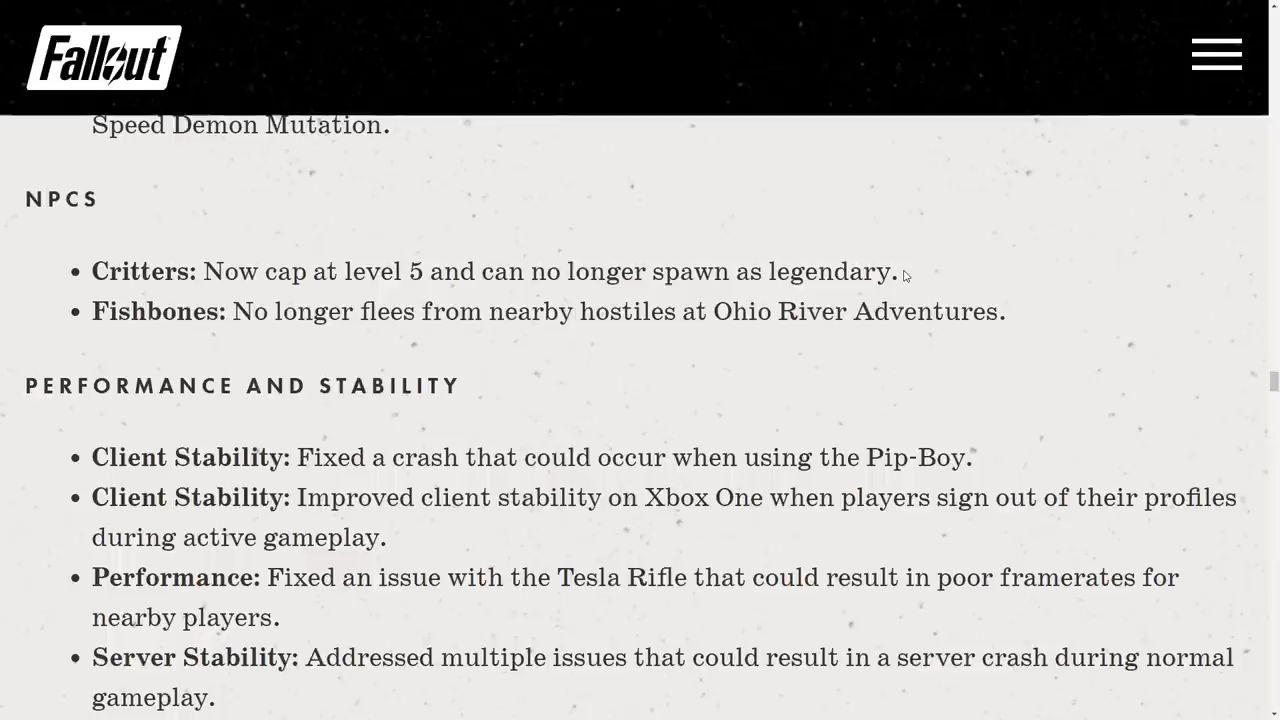 Fallout
Speed Demon Mutation.
NPCS
• Critters: Now cap at level 5 and can no longer spawn as legendary.
• Fishbones: No longer flees from nearby hostiles at Ohio River Adventures.
PERFORMANCE AND STABILITY
• Client Stability: Fixed a crash that could occur when using the Pip-Boy.
• Client Stability: Improved client stability on Xbox One when players sign out of their profiles
during active gameplay.
• Performance: Fixed an issue with the Tesla Rifle that could result in poor framerates for
nearby players.
• Server Stability: Addressed multiple issues that could result in a server crash during normal
gameplay.